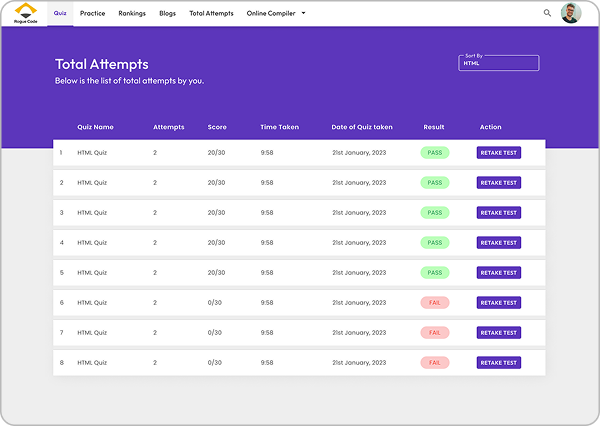 Rogue Code
Quiz Practice Rankings Blogs Total Attempts Online Compiler
Total Attempts
Below is the list of total attempts by you.
Sort By
HTML
Quiz Name Attempts Score Time Taken Date of Quiz taken Result Action
1 HTML Quiz 2 20/30 9:58 21st January, 2023 PASS RETAKE TEST
2 HTML Quiz 2 20/30 9:58 21st January, 2023 PASS RETAKE TEST
3 HTML Quiz 2 20/30 9:58 21st January, 2023 PASS RETAKE TEST
4 HTML Quiz 2 20/30 9:58 21st January, 2023 PASS RETAKE TEST
5 HTML Quiz 2 20/30 9:58 21st January, 2023 PASS RETAKE TEST
6 HTML Quiz 2 0/30 9:58 21st January, 2023 FAIL RETAKE TEST
7 HTML Quiz 2 0/30 9:58 21st January, 2023 FAIL RETAKE TEST
8 HTML Quiz 2 0/30 9:58 21st January, 2023 FAIL RETAKE TEST